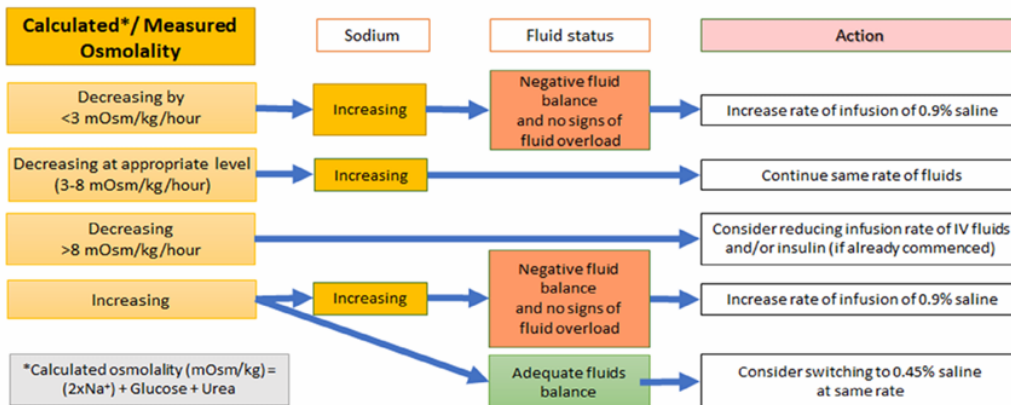 Calculated*/ Measured
Osmolality
Sodium
Fluid status
Action
Decreasing by
<3 mOsm/kg/hour
Increasing
Negative fluid
balance
and no signs of
fluid overload
Increase rate of infusion of 0.9% saline
Decreasing at appropriate level
(3-8 mOsm/kg/hour)
Increasing
Continue same rate of fluids
Decreasing
>8 mOsm/kg/hour
Consider reducing infusion rate of IV fluids
and/or insulin (if already commenced)
Increasing
Increasing
Negative fluid
balance
and no signs of
fluid overload
Increase rate of infusion of 0.9% saline
*Calculated osmolality (mOsm/kg) =
(2xNa⁺) + Glucose + Urea
Adequate fluids
balance
Consider switching to 0.45% saline
at same rate